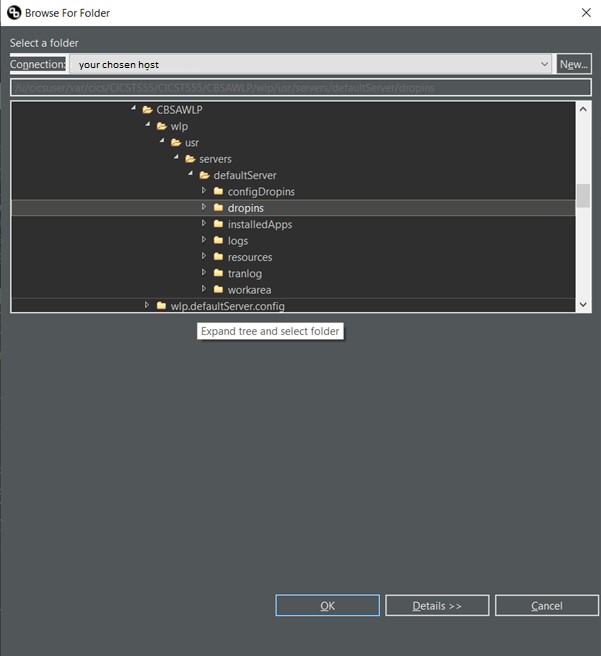 Browse For Folder
Select a folder
Connection: your chosen host New...
/u/cicsuser/var/cics/CICSTS55/CICST555/CBSAWLP/wlp/usr/servers/defaultServer/dropins
CBSAWLP
wlp
usr
servers
defaultServer
configDropins
dropins
installedApps
logs
resources
tranlog
workarea
wlp.defaultServer.config
Expand tree and select folder
OK Details >> Cancel